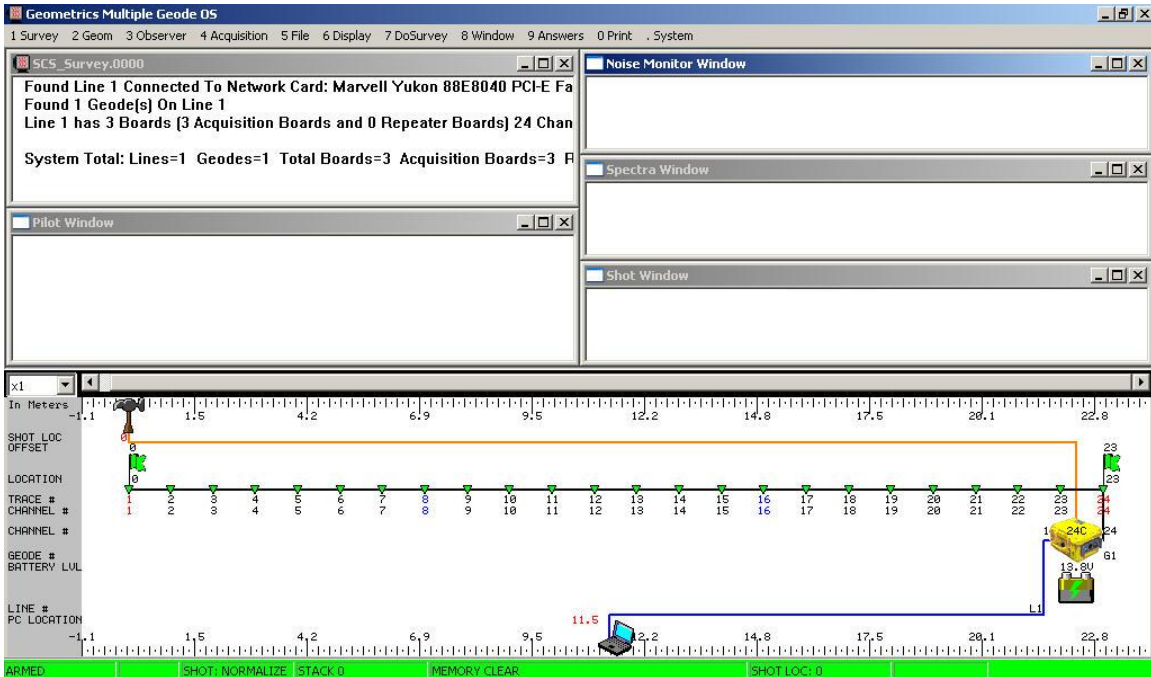 Geometrics Multiple Geode OS
1 Survey 2 Geom 3 Observer 4 Acquisition 5 File 6 Display 7 DoSurvey 8 Window 9 Answers 0 Print . System
SCS_Survey.0000
Found Line 1 Connected To Network Card: Marvell Yukon 88E8040 PCI-E Fa
Found 1 Geode(s) On Line 1
Line 1 has 3 Boards (3 Acquisition Boards and 0 Repeater Boards) 24 Chan
System Total: Lines=1 Geodes=1 Total Boards=3 Acquisition Boards=3 R
Noise Monitor Window
Spectra Window
Pilot Window
Shot Window
x1
In Meters
-1.1 1.5 4.2 6.9 9.5 12.2 14.8 17.5 20.1 22.8
SHOT LOC 0
OFFSET 0 23
LOCATION 0 23
TRACE # 1 2 3 4 5 6 7 8 9 10 11 12 13 14 15 16 17 18 19 20 21 22 23 24
CHANNEL # 1 2 3 4 5 6 7 8 9 10 11 12 13 14 15 16 17 18 19 20 21 22 23 24
CHANNEL # 1 24C 24
GEODE # G1
BATTERY LVL 13.8V
LINE # L1
PC LOCATION 11.5
-1.1 1.5 4.2 6.9 9.5 12.2 14.8 17.5 20.1 22.8
ARMED SHOT: NORMALIZE STACK 0 MEMORY CLEAR SHOT LOC: 0